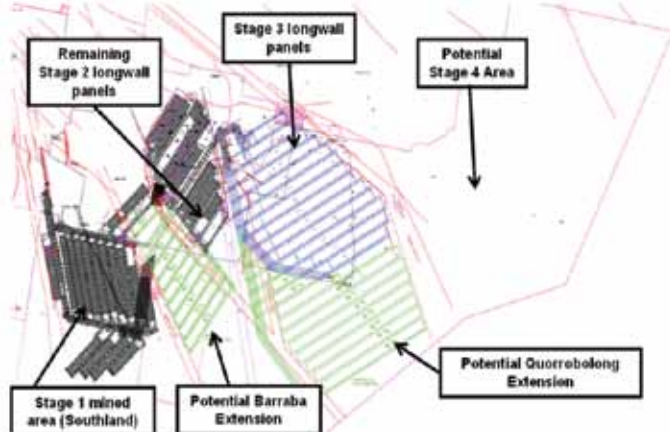 Remaining
Stage 2 longwall
panels
Stage 3 longwall
panels
Potential
Stage 4 Area
Stage 1 mined
area (Southland)
Potential Barraba
Extension
Potential Quorrobolong
Extension